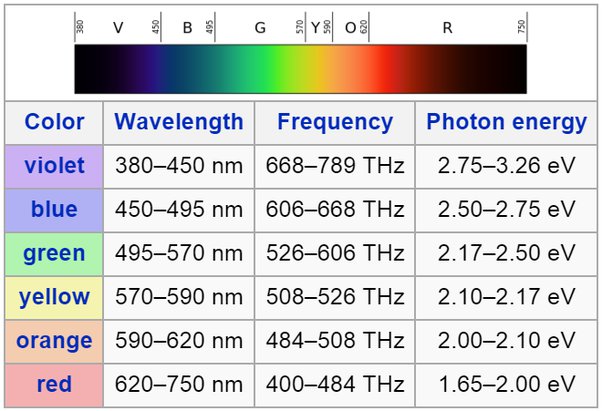 380 V 450 B 495 G 570 Y 590 O 620 R 750
Color Wavelength Frequency Photon energy
violet 380–450 nm 668–789 THz 2.75–3.26 eV
blue 450–495 nm 606–668 THz 2.50–2.75 eV
green 495–570 nm 526–606 THz 2.17–2.50 eV
yellow 570–590 nm 508–526 THz 2.10–2.17 eV
orange 590–620 nm 484–508 THz 2.00–2.10 eV
red 620–750 nm 400–484 THz 1.65–2.00 eV